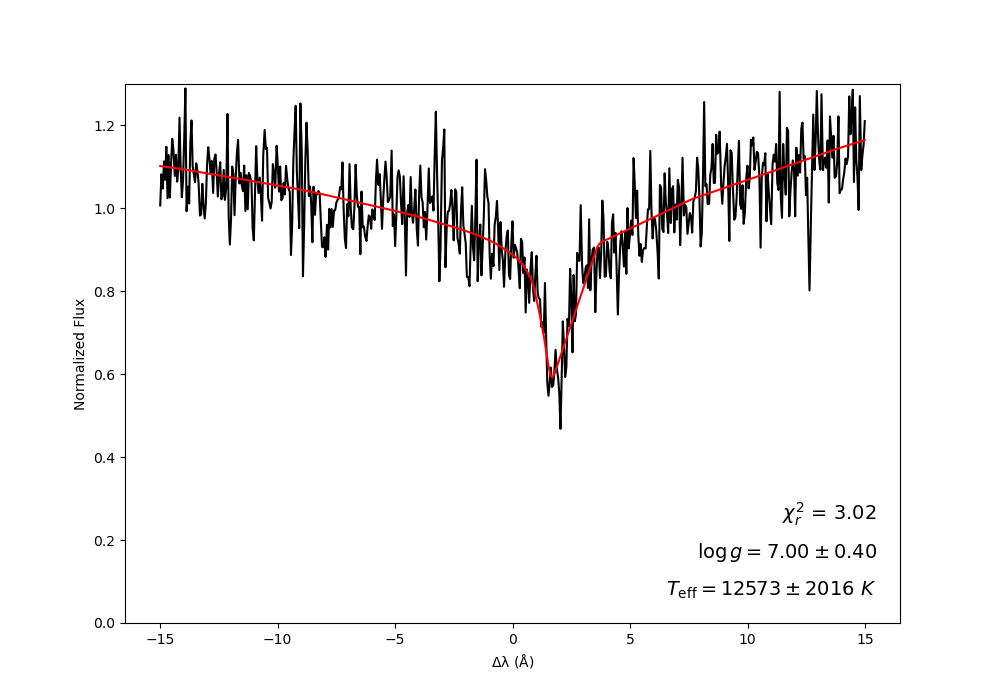 1.2
1.0
0.8
0.6
0.4
0.2
0.0
Normalized Flux
χ²ᵣ = 3.02
log g = 7.00 ± 0.40
T_eff = 12573 ± 2016 K
−15 −10 −5 0 5 10 15
Δλ (Å)